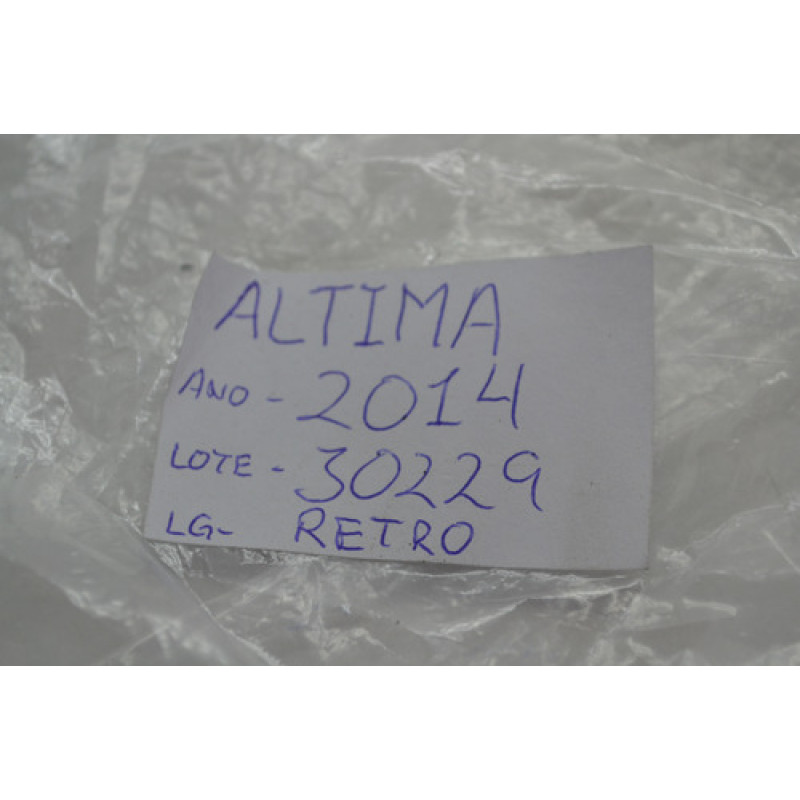 ALTIMA
ANO - 2014
LOTE - 30229
LG- RETRO